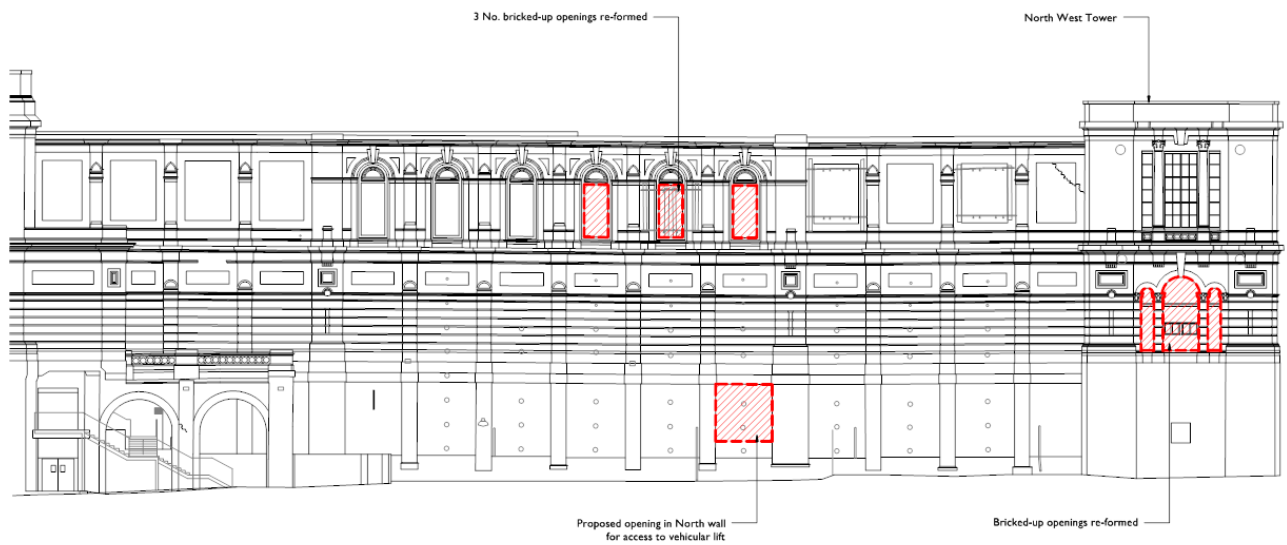 3 No. bricked-up openings re-formed
North West Tower
Proposed opening in North wall
for access to vehicular lift
Bricked-up openings re-formed